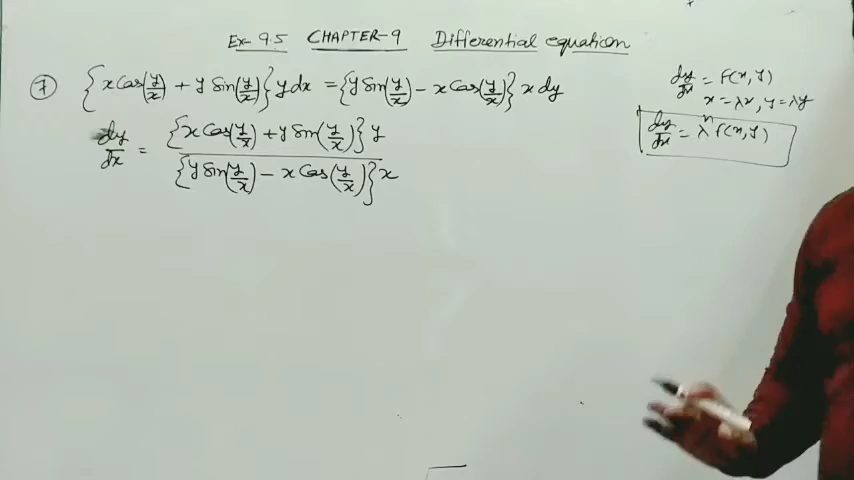 Ex- 9.5 CHAPTER-9 Differential equation
⑦ {x Cos(y/x) + y Sin(y/x)} y dx = {y Sin(y/x) - x Cos(y/x)} x dy
dy/dx = {x Cos(y/x) + y Sin(y/x)} y / {y Sin(y/x) - x Cos(y/x)} x
dy/dx = f(x, y)
x = λx, y = λy
dy/dx = λⁿ f(x, y)